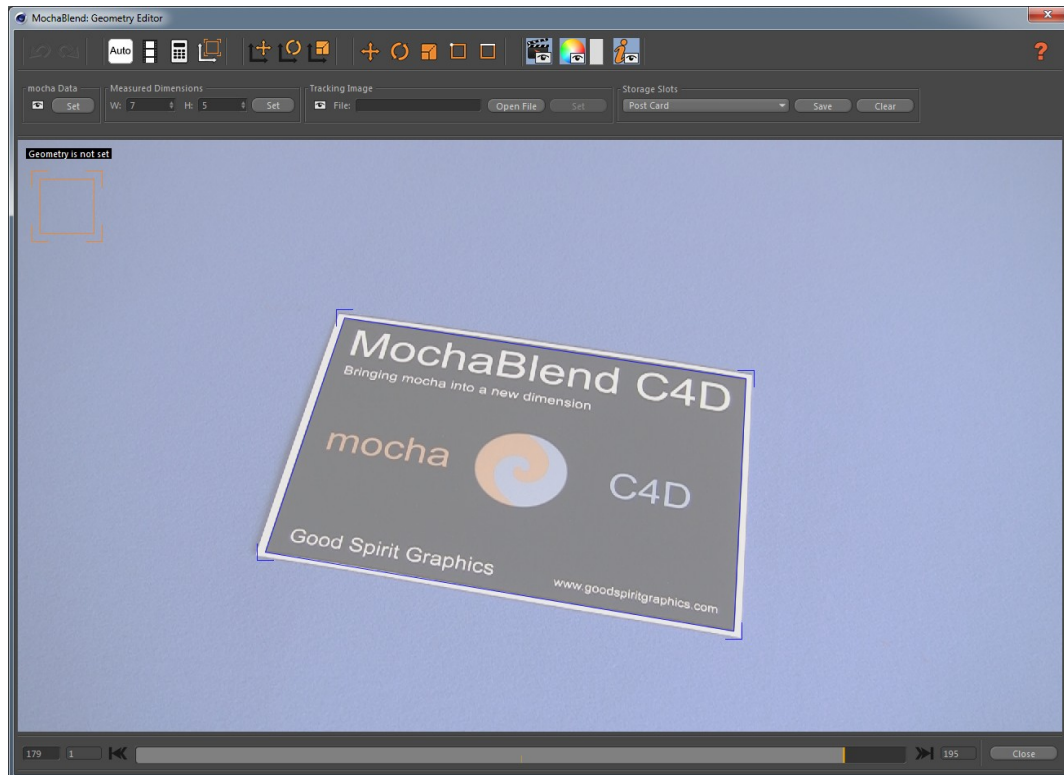 MochaBlend: Geometry Editor
Auto
mocha Data
Set
Measured Dimensions
W: 7 H: 5 Set
Tracking Image
File: Open File Set
Storage Slots
Post Card Save Clear
Geometry is not set
MochaBlend C4D
Bringing mocha into a new dimension
mocha
C4D
Good Spirit Graphics
www.goodspiritgraphics.com
179 1 195 Close